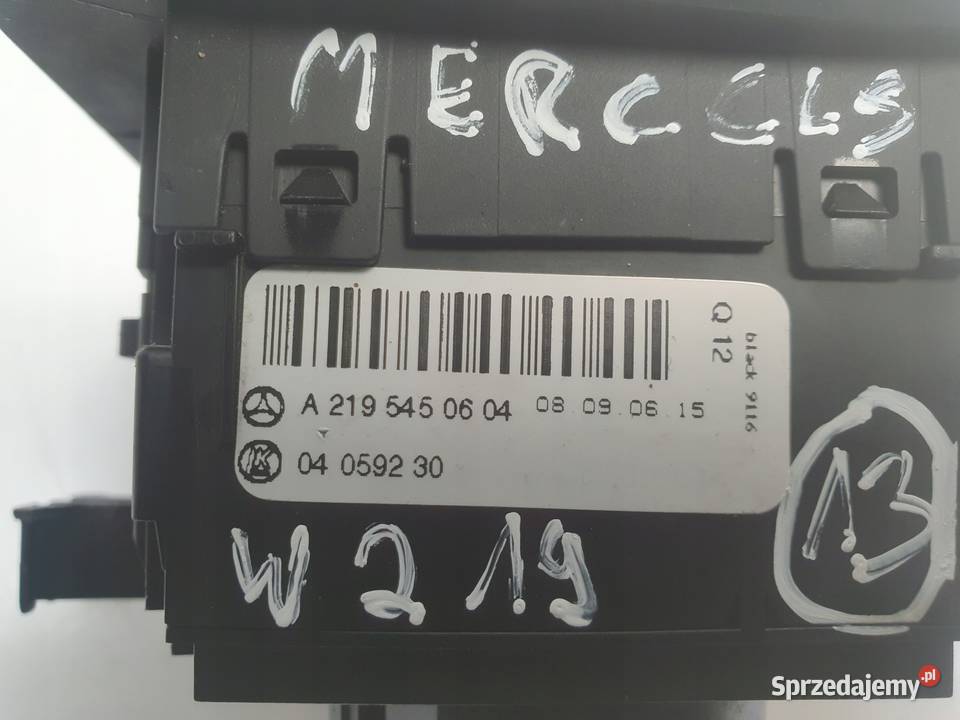 MERC CLS
Q 12
black 9116
A 219 545 06 04 08.09.06.15
K
04 0592 30
13
W219
Sprzedajemy.pl